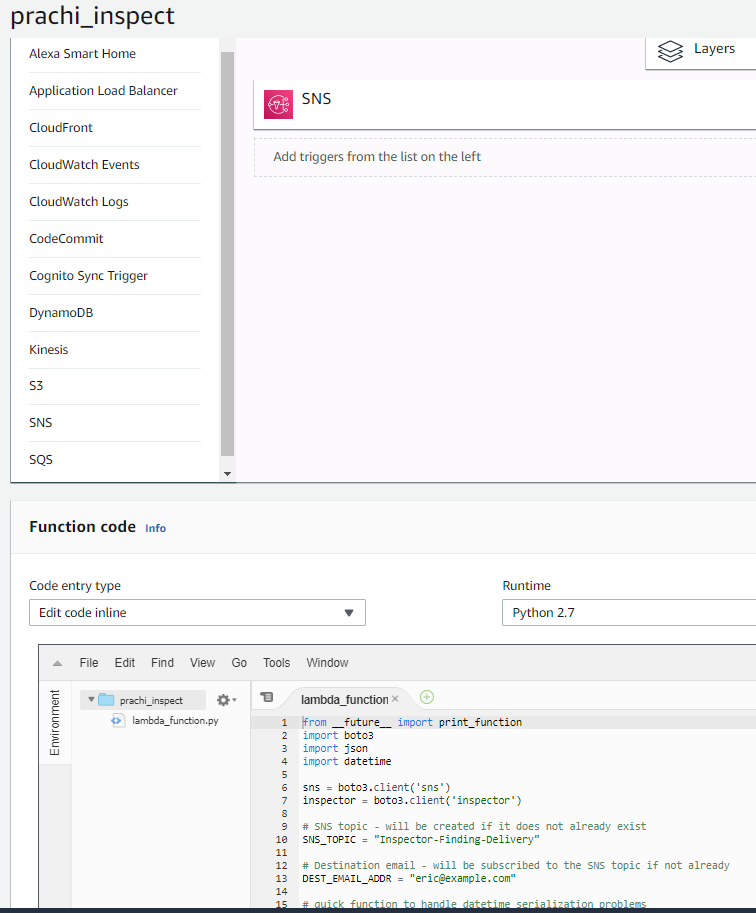 prachi_inspect
Alexa Smart Home
Application Load Balancer
CloudFront
CloudWatch Events
CloudWatch Logs
CodeCommit
Cognito Sync Trigger
DynamoDB
Kinesis
S3
SNS
SQS
Layers
SNS
Add triggers from the list on the left
Function code Info
Code entry type
Edit code inline
Runtime
Python 2.7
File Edit Find View Go Tools Window
Environment
prachi_inspect
lambda_function.py
lambda_function
1 from __future__ import print_function
2 import boto3
3 import json
4 import datetime
5
6 sns = boto3.client('sns')
7 inspector = boto3.client('inspector')
8
9 # SNS topic - will be created if it does not already exist
10 SNS_TOPIC = "Inspector-Finding-Delivery"
11
12 # Destination email - will be subscribed to the SNS topic if not already
13 DEST_EMAIL_ADDR = "eric@example.com"
14
15 # quick function to handle datetime serialization problems